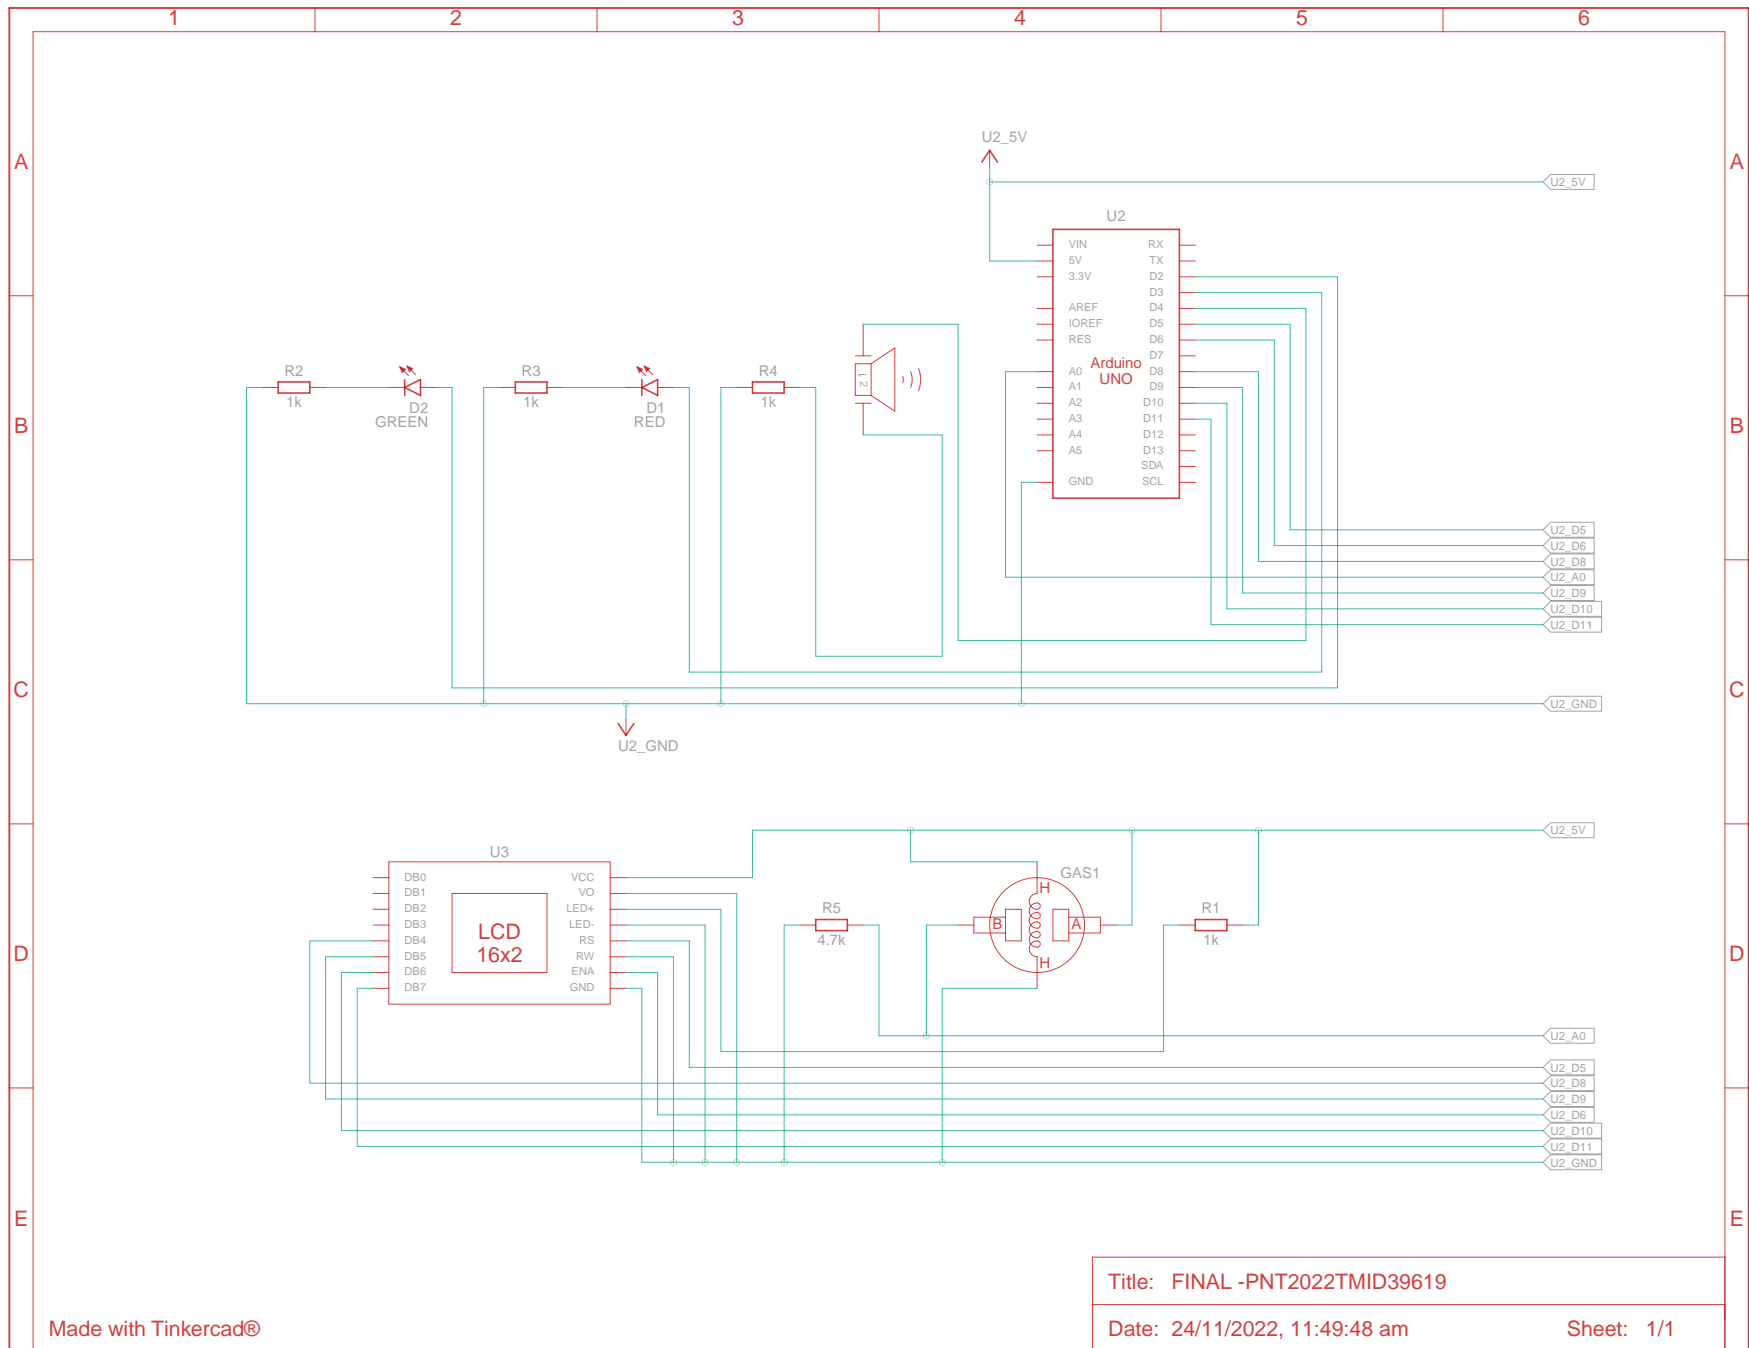 1 2 3 4 5 6
A A
B B
C C
D D
E E
U2_5V
U2_5V
U2
VIN RX
5V TX
3.3V D2
D3
AREF D4
IOREF D5
RES D6
D7
Arduino
UNO
A0 D8
A1 D9
A2 D10
A3 D11
A4 D12
A5 D13
SDA
GND SCL
R2
1k
D2
GREEN
R3
1k
D1
RED
R4
1k
L2
U2_D5
U2_D6
U2_D8
U2_A0
U2_D9
U2_D10
U2_D11
U2_GND
U2_GND
U2_5V
U3
DB0 VCC
DB1 VO
DB2 LED+
DB3 LED-
DB4 RS
DB5 RW
DB6 ENA
DB7 GND
LCD
16x2
R5
4.7k
GAS1
H
B A
H
R1
1k
U2_A0
U2_D5
U2_D8
U2_D9
U2_D6
U2_D10
U2_D11
U2_GND
Title: FINAL -PNT2022TMID39619
Made with Tinkercad®
Date: 24/11/2022, 11:49:48 am Sheet: 1/1